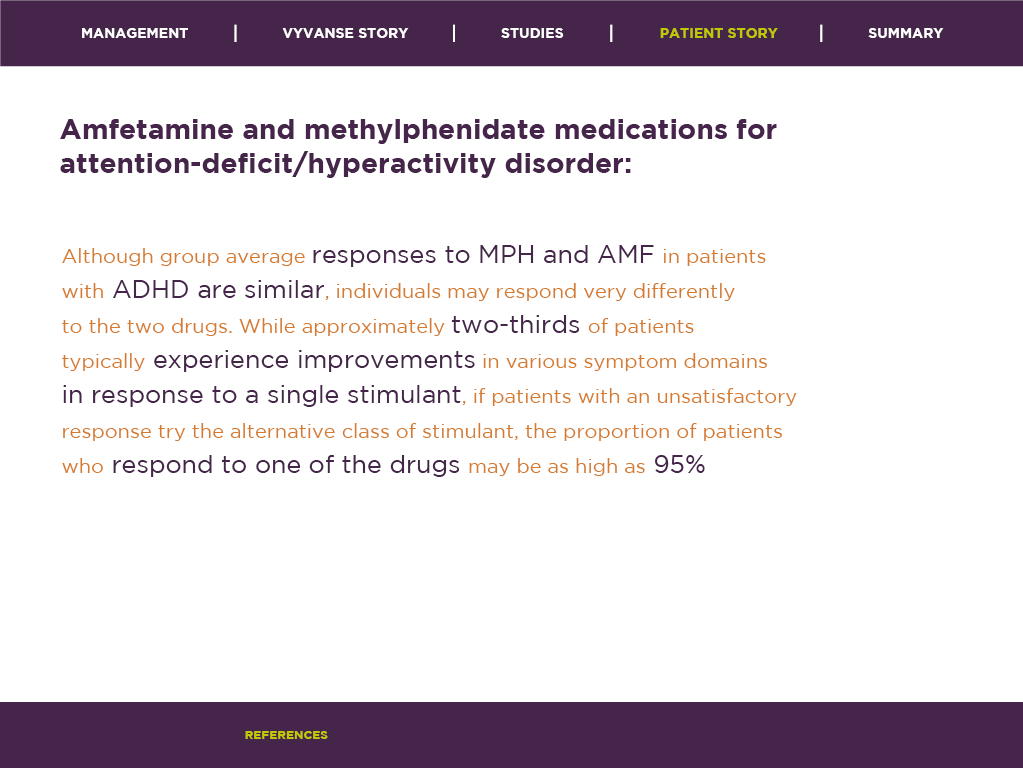 MANAGEMENT | VYVANSE STORY | STUDIES | PATIENT STORY | SUMMARY
Amfetamine and methylphenidate medications for
attention-deficit/hyperactivity disorder:
Although group average responses to MPH and AMF in patients
with ADHD are similar, individuals may respond very differently
to the two drugs. While approximately two-thirds of patients
typically experience improvements in various symptom domains
in response to a single stimulant, if patients with an unsatisfactory
response try the alternative class of stimulant, the proportion of patients
who respond to one of the drugs may be as high as 95%
REFERENCES